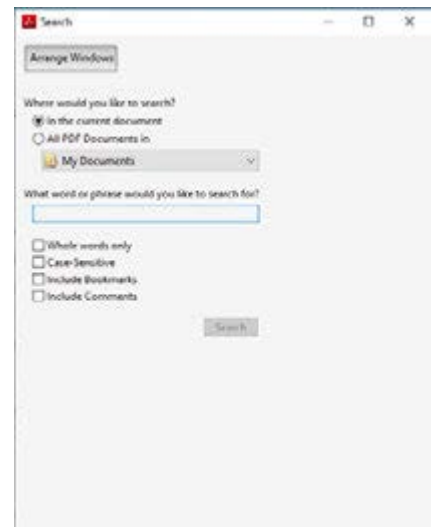 Search
Arrange Windows
Where would you like to search?
In the current document
All PDF Documents in
My Documents
What word or phrase would you like to search for?
Whole words only
Case-Sensitive
Include Bookmarks
Include Comments
Search